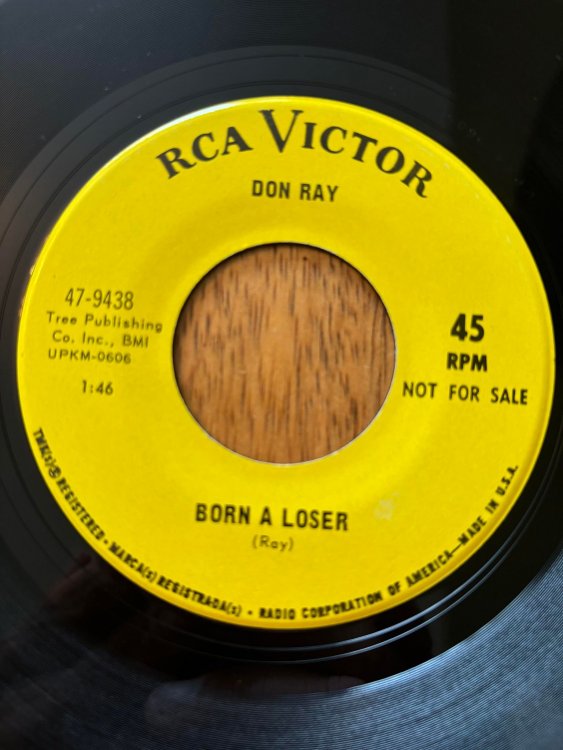 RCA VICTOR
DON RAY
47-9438
Tree Publishing
Co. Inc., BMI
UPKM-0606
1:46
45
RPM
NOT FOR SALE
BORN A LOSER
(Ray)
TMK(s) ® REGISTERED • MARCA(s) REGISTRADA(s) • RADIO CORPORATION OF AMERICA—MADE IN U.S.A.